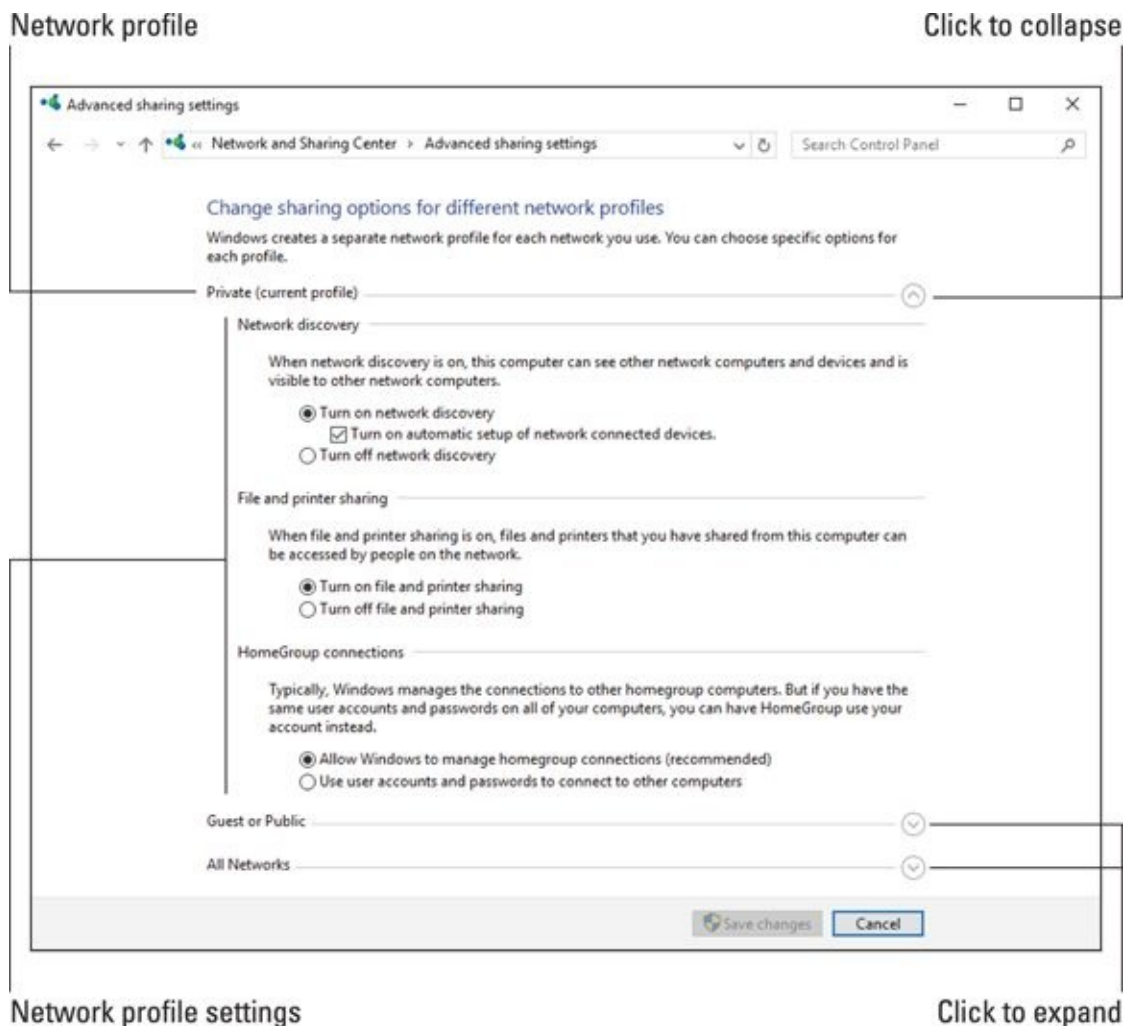 Network profile
Click to collapse
Advanced sharing settings
« Network and Sharing Center > Advanced sharing settings
Search Control Panel
Change sharing options for different network profiles
Windows creates a separate network profile for each network you use. You can choose specific options for
each profile.
Private (current profile)
Network discovery
When network discovery is on, this computer can see other network computers and devices and is
visible to other network computers.
Turn on network discovery
Turn on automatic setup of network connected devices.
Turn off network discovery
File and printer sharing
When file and printer sharing is on, files and printers that you have shared from this computer can
be accessed by people on the network.
Turn on file and printer sharing
Turn off file and printer sharing
HomeGroup connections
Typically, Windows manages the connections to other homegroup computers. But if you have the
same user accounts and passwords on all of your computers, you can have HomeGroup use your
account instead.
Allow Windows to manage homegroup connections (recommended)
Use user accounts and passwords to connect to other computers
Guest or Public
All Networks
Save changes
Cancel
Network profile settings
Click to expand